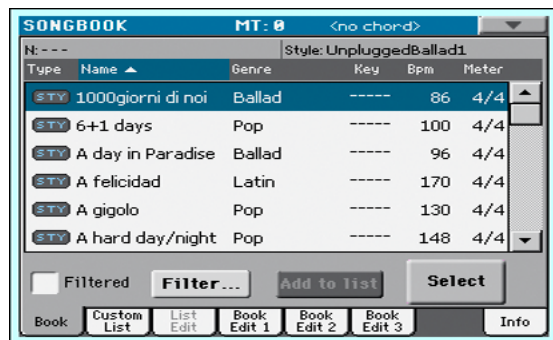 SONGBOOK MT: 0 <no chord>
N: --- Style: UnpluggedBallad1
Type Name Genre Key Bpm Meter
STY 1000giorni di noi Ballad ----- 86 4/4
STY 6+1 days Pop ----- 100 4/4
STY A day in Paradise Ballad ----- 96 4/4
STY A felicidad Latin ----- 170 4/4
STY A gigolo Pop ----- 130 4/4
STY A hard day/night Pop ----- 148 4/4
Filtered Filter... Add to list Select
Book Custom List List Edit Book Edit 1 Book Edit 2 Book Edit 3 Info